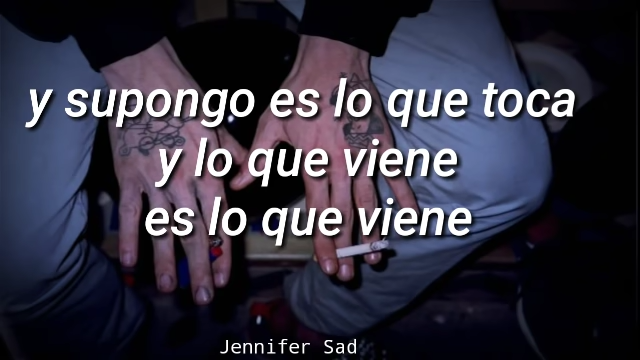 y supongo es lo que toca
y lo que viene
es lo que viene
Jennifer Sad